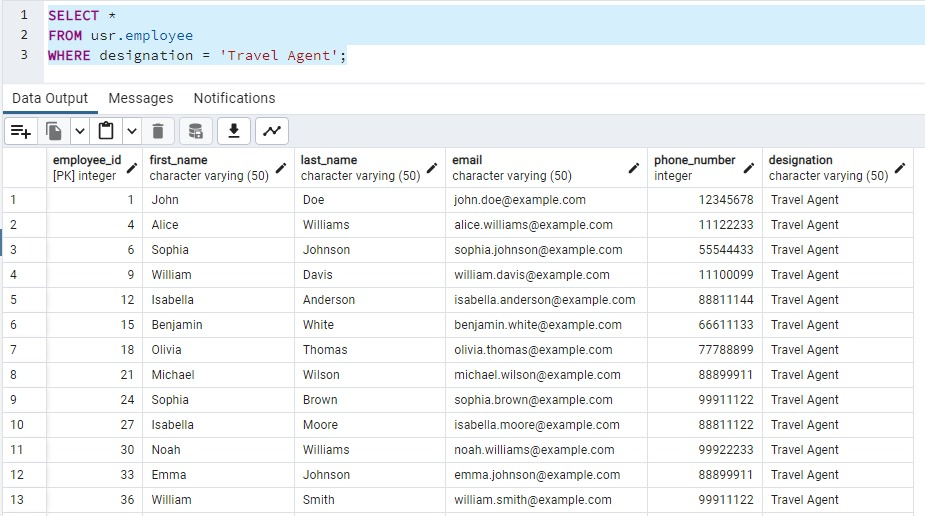 1 SELECT *
2 FROM usr.employee
3 WHERE designation = 'Travel Agent';
Data Output Messages Notifications
employee_id [PK] integer first_name character varying (50) last_name character varying (50) email character varying (50) phone_number integer designation character varying (50)
1 1 John Doe john.doe@example.com 12345678 Travel Agent
2 4 Alice Williams alice.williams@example.com 11122233 Travel Agent
3 6 Sophia Johnson sophia.johnson@example.com 55544433 Travel Agent
4 9 William Davis william.davis@example.com 11100099 Travel Agent
5 12 Isabella Anderson isabella.anderson@example.com 88811144 Travel Agent
6 15 Benjamin White benjamin.white@example.com 66611133 Travel Agent
7 18 Olivia Thomas olivia.thomas@example.com 77788899 Travel Agent
8 21 Michael Wilson michael.wilson@example.com 88899911 Travel Agent
9 24 Sophia Brown sophia.brown@example.com 99911122 Travel Agent
10 27 Isabella Moore isabella.moore@example.com 88811122 Travel Agent
11 30 Noah Williams noah.williams@example.com 99922233 Travel Agent
12 33 Emma Johnson emma.johnson@example.com 88899911 Travel Agent
13 36 William Smith william.smith@example.com 99911122 Travel Agent